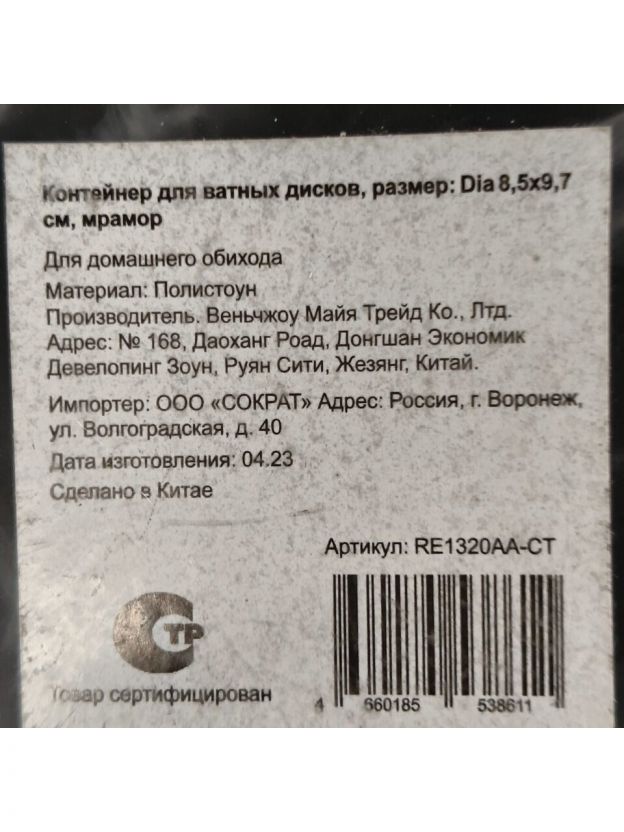 Контейнер для ватных дисков, размер: Dia 8,5х9,7
см, мрамор
Для домашнего обихода
Материал: Полистоун
Производитель. Веньчжоу Майя Трейд Ко., Лтд.
Адрес: № 168, Даоханг Роад, Донгшан Экономик
Девелопинг Зоун, Руян Сити, Жезянг, Китай.
Импортер: ООО «СОКРАТ» Адрес: Россия, г. Воронеж,
ул. Волгоградская, д. 40
Дата изготовления: 04.23
Сделано в Китае
Артикул: RE1320AA-CT
СТР
Товар сертифицирован
4 660185 538611